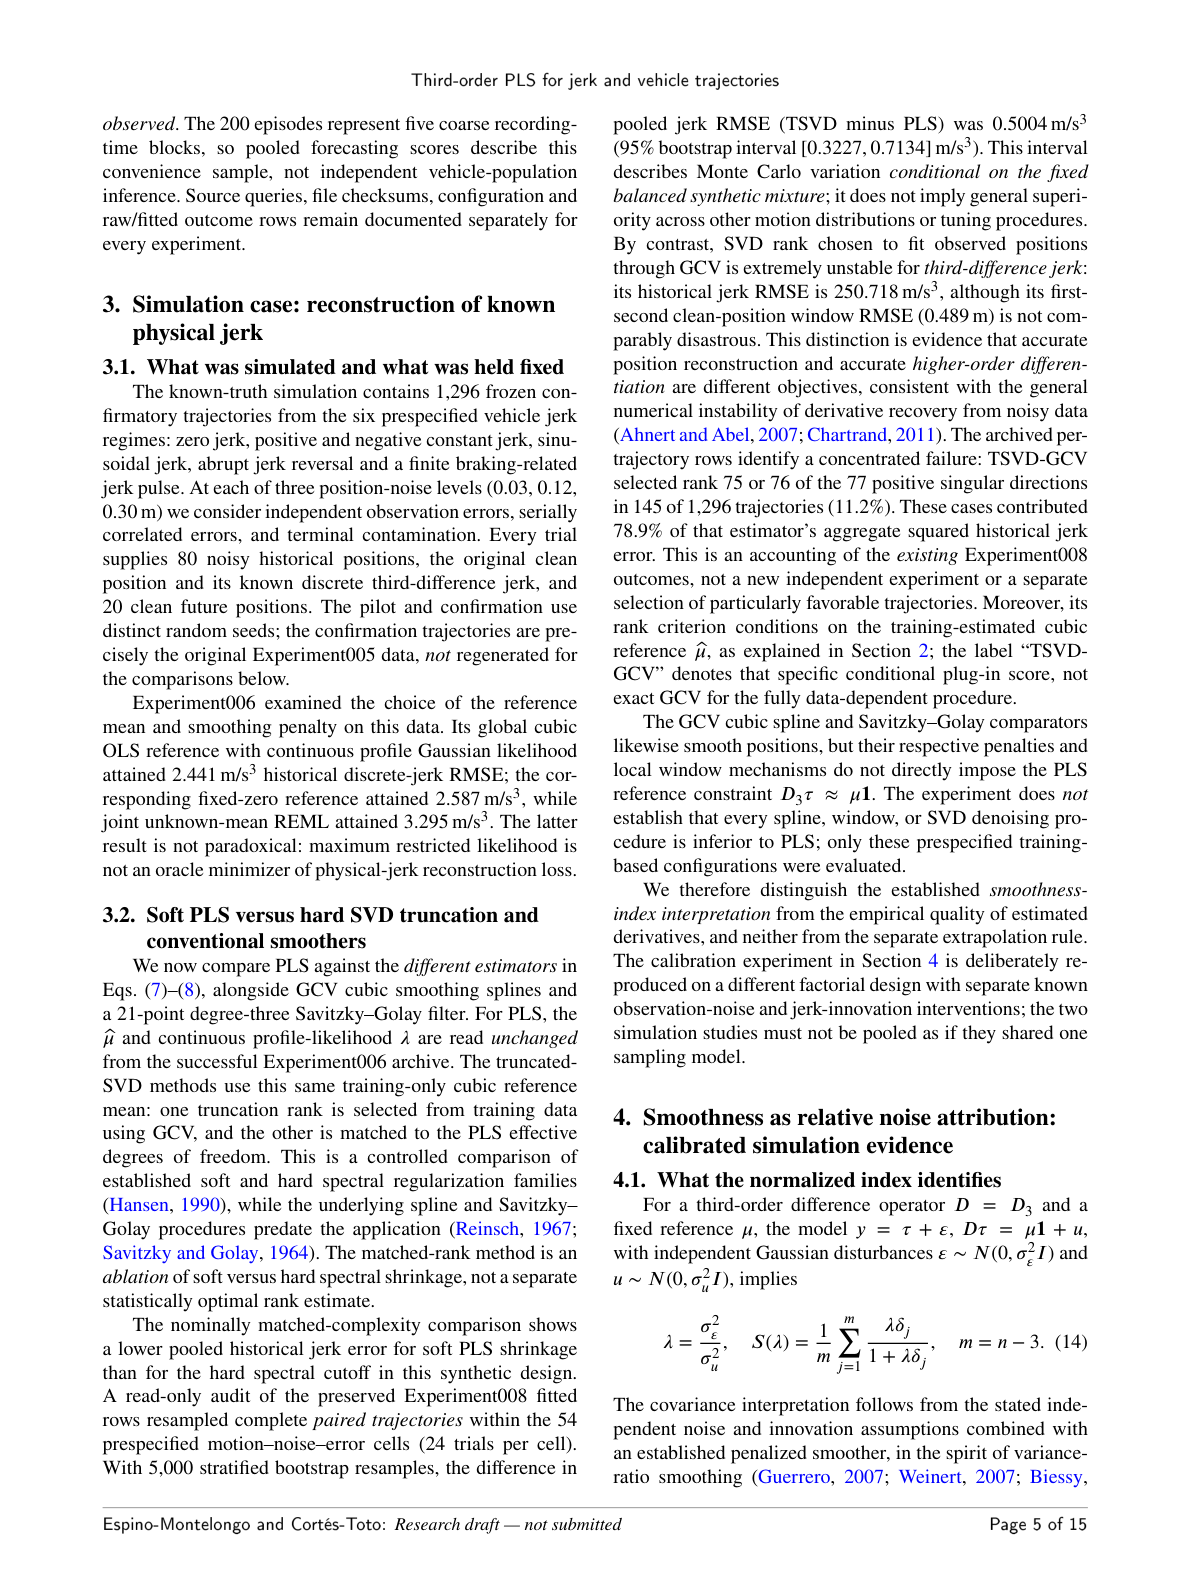 Third-order PLS for jerk and vehicle trajectories
observed. The 200 episodes represent five coarse recording-
time blocks, so pooled forecasting scores describe this
convenience sample, not independent vehicle-population
inference. Source queries, file checksums, configuration and
raw/fitted outcome rows remain documented separately for
every experiment.
3. Simulation case: reconstruction of known
physical jerk
3.1. What was simulated and what was held fixed
The known-truth simulation contains 1,296 frozen con-
firmatory trajectories from the six prespecified vehicle jerk
regimes: zero jerk, positive and negative constant jerk, sinu-
soidal jerk, abrupt jerk reversal and a finite braking-related
jerk pulse. At each of three position-noise levels (0.03, 0.12,
0.30 m) we consider independent observation errors, serially
correlated errors, and terminal contamination. Every trial
supplies 80 noisy historical positions, the original clean
position and its known discrete third-difference jerk, and
20 clean future positions. The pilot and confirmation use
distinct random seeds; the confirmation trajectories are pre-
cisely the original Experiment005 data, not regenerated for
the comparisons below.
Experiment006 examined the choice of the reference
mean and smoothing penalty on this data. Its global cubic
OLS reference with continuous profile Gaussian likelihood
attained 2.441 m/s³ historical discrete-jerk RMSE; the cor-
responding fixed-zero reference attained 2.587 m/s³, while
joint unknown-mean REML attained 3.295 m/s³. The latter
result is not paradoxical: maximum restricted likelihood is
not an oracle minimizer of physical-jerk reconstruction loss.
3.2. Soft PLS versus hard SVD truncation and
conventional smoothers
We now compare PLS against the different estimators in
Eqs. (7)–(8), alongside GCV cubic smoothing splines and
a 21-point degree-three Savitzky–Golay filter. For PLS, the
μ̂ and continuous profile-likelihood λ are read unchanged
from the successful Experiment006 archive. The truncated-
SVD methods use this same training-only cubic reference
mean: one truncation rank is selected from training data
using GCV, and the other is matched to the PLS effective
degrees of freedom. This is a controlled comparison of
established soft and hard spectral regularization families
(Hansen, 1990), while the underlying spline and Savitzky–
Golay procedures predate the application (Reinsch, 1967;
Savitzky and Golay, 1964). The matched-rank method is an
ablation of soft versus hard spectral shrinkage, not a separate
statistically optimal rank estimate.
The nominally matched-complexity comparison shows
a lower pooled historical jerk error for soft PLS shrinkage
than for the hard spectral cutoff in this synthetic design.
A read-only audit of the preserved Experiment008 fitted
rows resampled complete paired trajectories within the 54
prespecified motion–noise–error cells (24 trials per cell).
With 5,000 stratified bootstrap resamples, the difference in
pooled jerk RMSE (TSVD minus PLS) was 0.5004 m/s³
(95% bootstrap interval [0.3227, 0.7134] m/s³). This interval
describes Monte Carlo variation conditional on the fixed
balanced synthetic mixture; it does not imply general superi-
ority across other motion distributions or tuning procedures.
By contrast, SVD rank chosen to fit observed positions
through GCV is extremely unstable for third-difference jerk:
its historical jerk RMSE is 250.718 m/s³, although its first-
second clean-position window RMSE (0.489 m) is not com-
parably disastrous. This distinction is evidence that accurate
position reconstruction and accurate higher-order differen-
tiation are different objectives, consistent with the general
numerical instability of derivative recovery from noisy data
(Ahnert and Abel, 2007; Chartrand, 2011). The archived per-
trajectory rows identify a concentrated failure: TSVD-GCV
selected rank 75 or 76 of the 77 positive singular directions
in 145 of 1,296 trajectories (11.2%). These cases contributed
78.9% of that estimator's aggregate squared historical jerk
error. This is an accounting of the existing Experiment008
outcomes, not a new independent experiment or a separate
selection of particularly favorable trajectories. Moreover, its
rank criterion conditions on the training-estimated cubic
reference μ̂, as explained in Section 2; the label “TSVD-
GCV” denotes that specific conditional plug-in score, not
exact GCV for the fully data-dependent procedure.
The GCV cubic spline and Savitzky–Golay comparators
likewise smooth positions, but their respective penalties and
local window mechanisms do not directly impose the PLS
reference constraint D₃τ ≈ μ1. The experiment does not
establish that every spline, window, or SVD denoising pro-
cedure is inferior to PLS; only these prespecified training-
based configurations were evaluated.
We therefore distinguish the established smoothness-
index interpretation from the empirical quality of estimated
derivatives, and neither from the separate extrapolation rule.
The calibration experiment in Section 4 is deliberately re-
produced on a different factorial design with separate known
observation-noise and jerk-innovation interventions; the two
simulation studies must not be pooled as if they shared one
sampling model.
4. Smoothness as relative noise attribution:
calibrated simulation evidence
4.1. What the normalized index identifies
For a third-order difference operator D = D₃ and a
fixed reference μ, the model y = τ + ε, Dτ = μ1 + u,
with independent Gaussian disturbances ε ∼ N(0, σ_ε²I) and
u ∼ N(0, σ_u²I), implies
λ = σ_ε²/σ_u², S(λ) = (1/m) ∑_{j=1}^{m} λδ_j/(1 + λδ_j), m = n − 3. (14)
The covariance interpretation follows from the stated inde-
pendent noise and innovation assumptions combined with
an established penalized smoother, in the spirit of variance-
ratio smoothing (Guerrero, 2007; Weinert, 2007; Biessy,
Espino-Montelongo and Cortés-Toto: Research draft — not submitted
Page 5 of 15